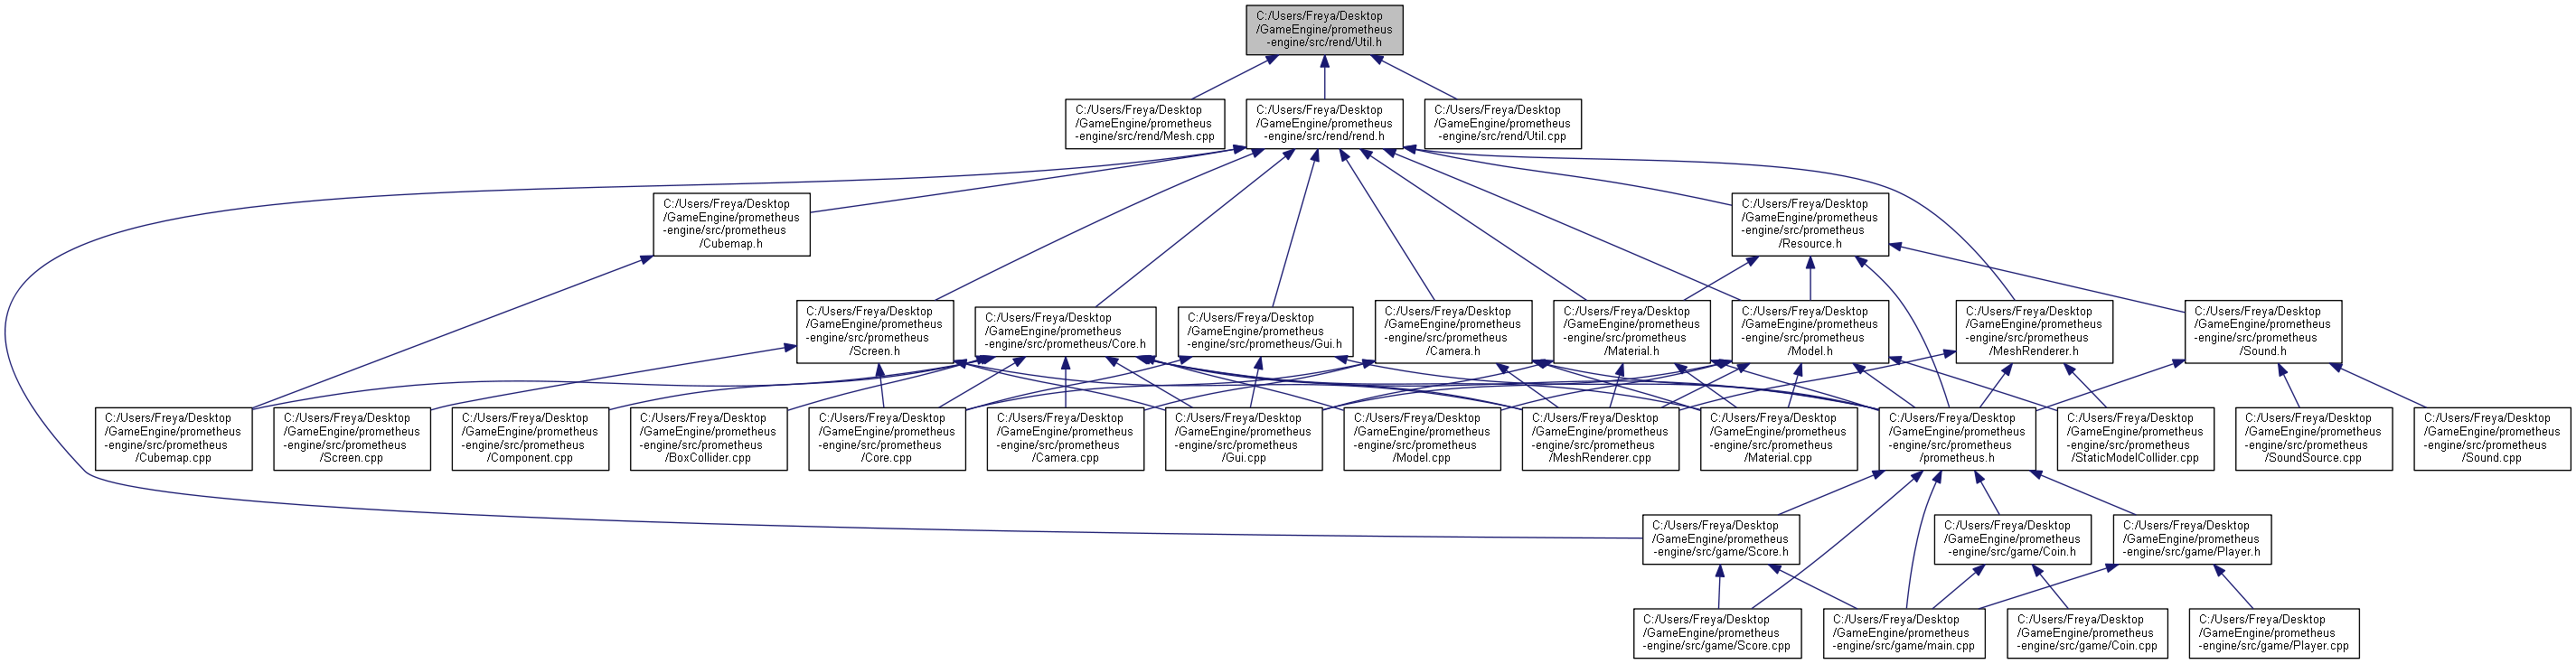 C:/Users/Freya/Desktop
/GameEngine/prometheus
-engine/src/rend/Util.h
C:/Users/Freya/Desktop
/GameEngine/prometheus
-engine/src/rend/Mesh.cpp
C:/Users/Freya/Desktop
/GameEngine/prometheus
-engine/src/rend/rend.h
C:/Users/Freya/Desktop
/GameEngine/prometheus
-engine/src/rend/Util.cpp
C:/Users/Freya/Desktop
/GameEngine/prometheus
-engine/src/prometheus
/Cubemap.h
C:/Users/Freya/Desktop
/GameEngine/prometheus
-engine/src/prometheus
/Resource.h
C:/Users/Freya/Desktop
/GameEngine/prometheus
-engine/src/prometheus
/Screen.h
C:/Users/Freya/Desktop
/GameEngine/prometheus
-engine/src/prometheus/Core.h
C:/Users/Freya/Desktop
/GameEngine/prometheus
-engine/src/prometheus/Gui.h
C:/Users/Freya/Desktop
/GameEngine/prometheus
-engine/src/prometheus
/Camera.h
C:/Users/Freya/Desktop
/GameEngine/prometheus
-engine/src/prometheus
/Material.h
C:/Users/Freya/Desktop
/GameEngine/prometheus
-engine/src/prometheus
/Model.h
C:/Users/Freya/Desktop
/GameEngine/prometheus
-engine/src/prometheus
/MeshRenderer.h
C:/Users/Freya/Desktop
/GameEngine/prometheus
-engine/src/prometheus
/Sound.h
C:/Users/Freya/Desktop
/GameEngine/prometheus
-engine/src/prometheus
/Cubemap.cpp
C:/Users/Freya/Desktop
/GameEngine/prometheus
-engine/src/prometheus
/Screen.cpp
C:/Users/Freya/Desktop
/GameEngine/prometheus
-engine/src/prometheus
/Component.cpp
C:/Users/Freya/Desktop
/GameEngine/prometheus
-engine/src/prometheus
/BoxCollider.cpp
C:/Users/Freya/Desktop
/GameEngine/prometheus
-engine/src/prometheus
/Core.cpp
C:/Users/Freya/Desktop
/GameEngine/prometheus
-engine/src/prometheus
/Camera.cpp
C:/Users/Freya/Desktop
/GameEngine/prometheus
-engine/src/prometheus
/Gui.cpp
C:/Users/Freya/Desktop
/GameEngine/prometheus
-engine/src/prometheus
/Model.cpp
C:/Users/Freya/Desktop
/GameEngine/prometheus
-engine/src/prometheus
/MeshRenderer.cpp
C:/Users/Freya/Desktop
/GameEngine/prometheus
-engine/src/prometheus
/Material.cpp
C:/Users/Freya/Desktop
/GameEngine/prometheus
-engine/src/prometheus
/prometheus.h
C:/Users/Freya/Desktop
/GameEngine/prometheus
-engine/src/prometheus
/StaticModelCollider.cpp
C:/Users/Freya/Desktop
/GameEngine/prometheus
-engine/src/prometheus
/SoundSource.cpp
C:/Users/Freya/Desktop
/GameEngine/prometheus
-engine/src/prometheus
/Sound.cpp
C:/Users/Freya/Desktop
/GameEngine/prometheus
-engine/src/game/Score.h
C:/Users/Freya/Desktop
/GameEngine/prometheus
-engine/src/game/Coin.h
C:/Users/Freya/Desktop
/GameEngine/prometheus
-engine/src/game/Player.h
C:/Users/Freya/Desktop
/GameEngine/prometheus
-engine/src/game/Score.cpp
C:/Users/Freya/Desktop
/GameEngine/prometheus
-engine/src/game/main.cpp
C:/Users/Freya/Desktop
/GameEngine/prometheus
-engine/src/game/Coin.cpp
C:/Users/Freya/Desktop
/GameEngine/prometheus
-engine/src/game/Player.cpp